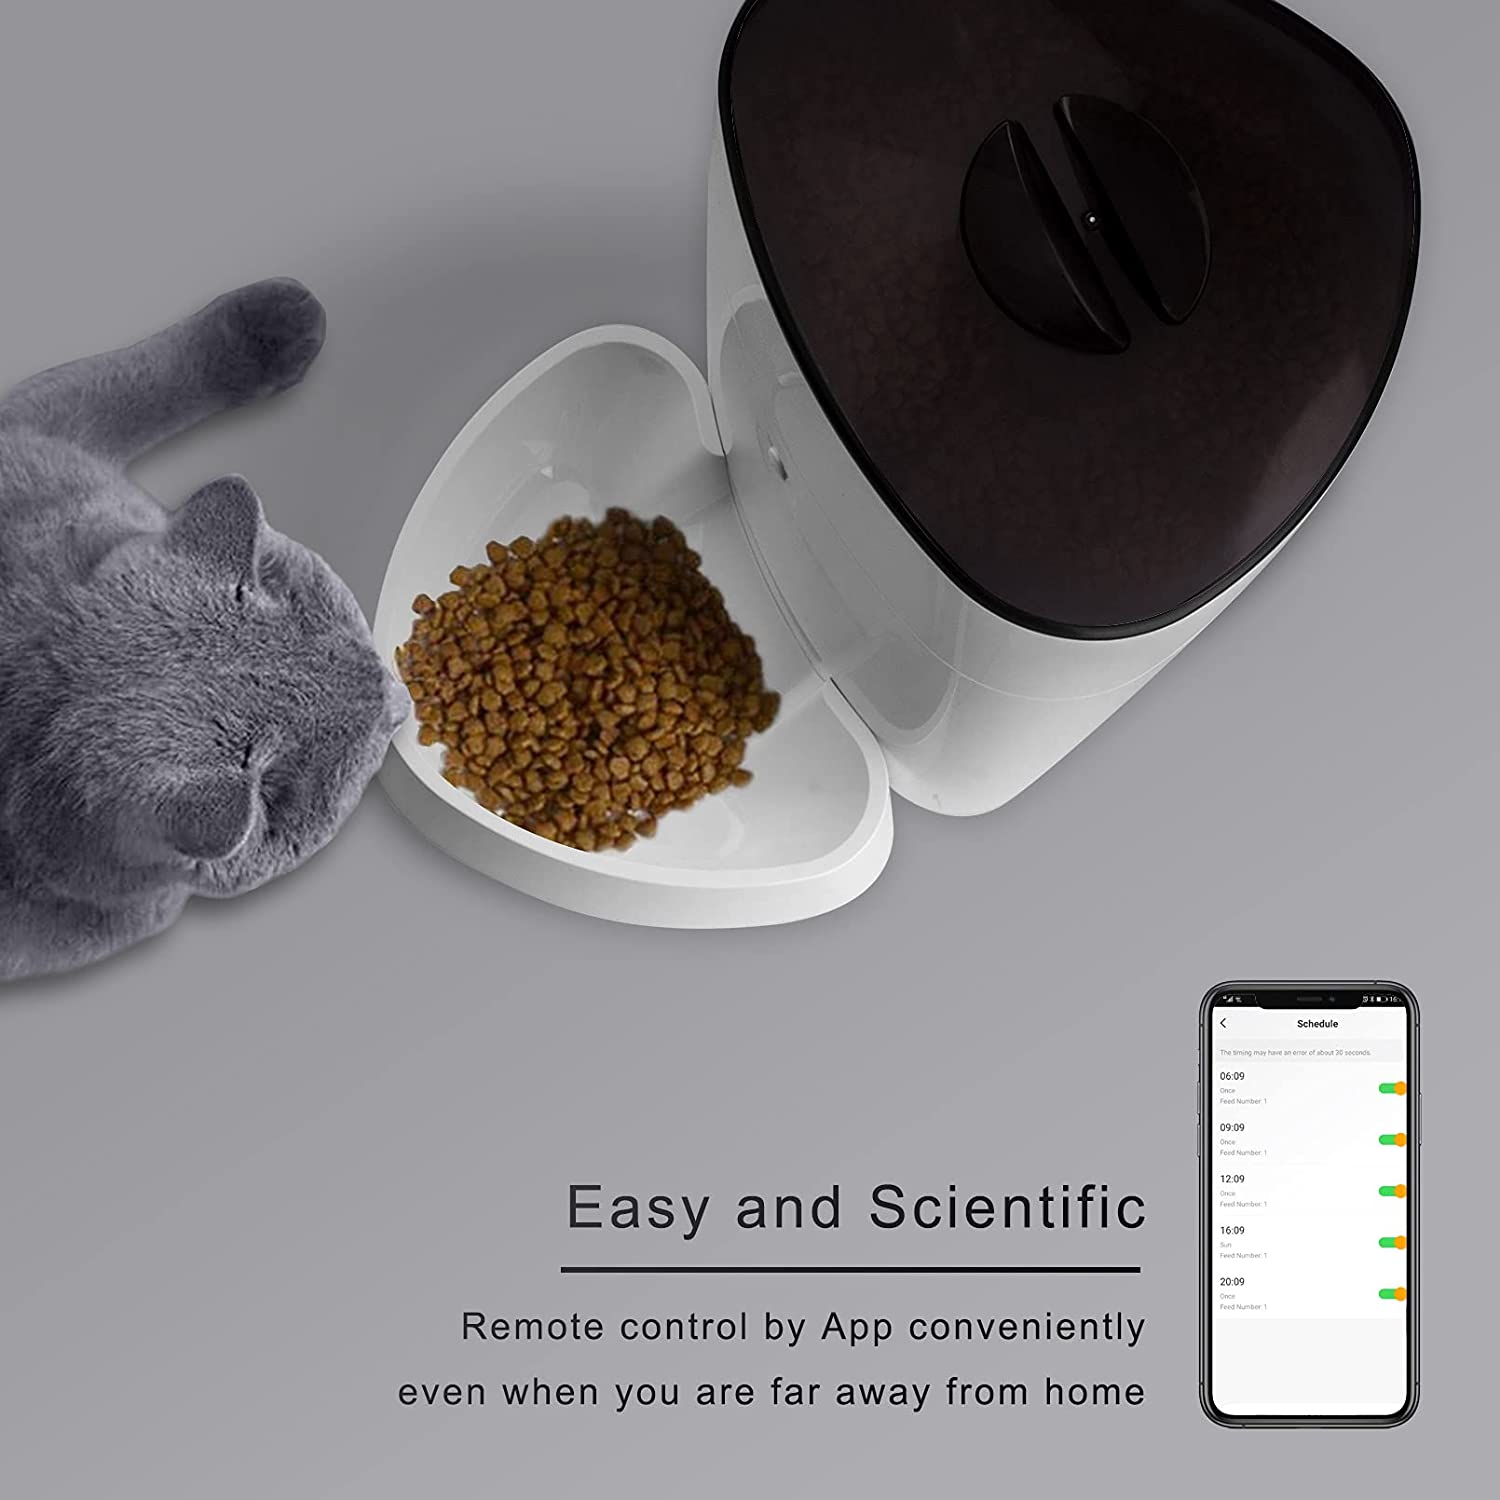 Schedule
The timing may have an error of about 30 seconds.
06:09
Once
Feed Number: 1
09:09
Once
Feed Number: 1
12:09
Once
Feed Number: 1
16:09
Sun
Feed Number: 1
20:09
Once
Feed Number: 1
Easy and Scientific
Remote control by App conveniently
even when you are far away from home